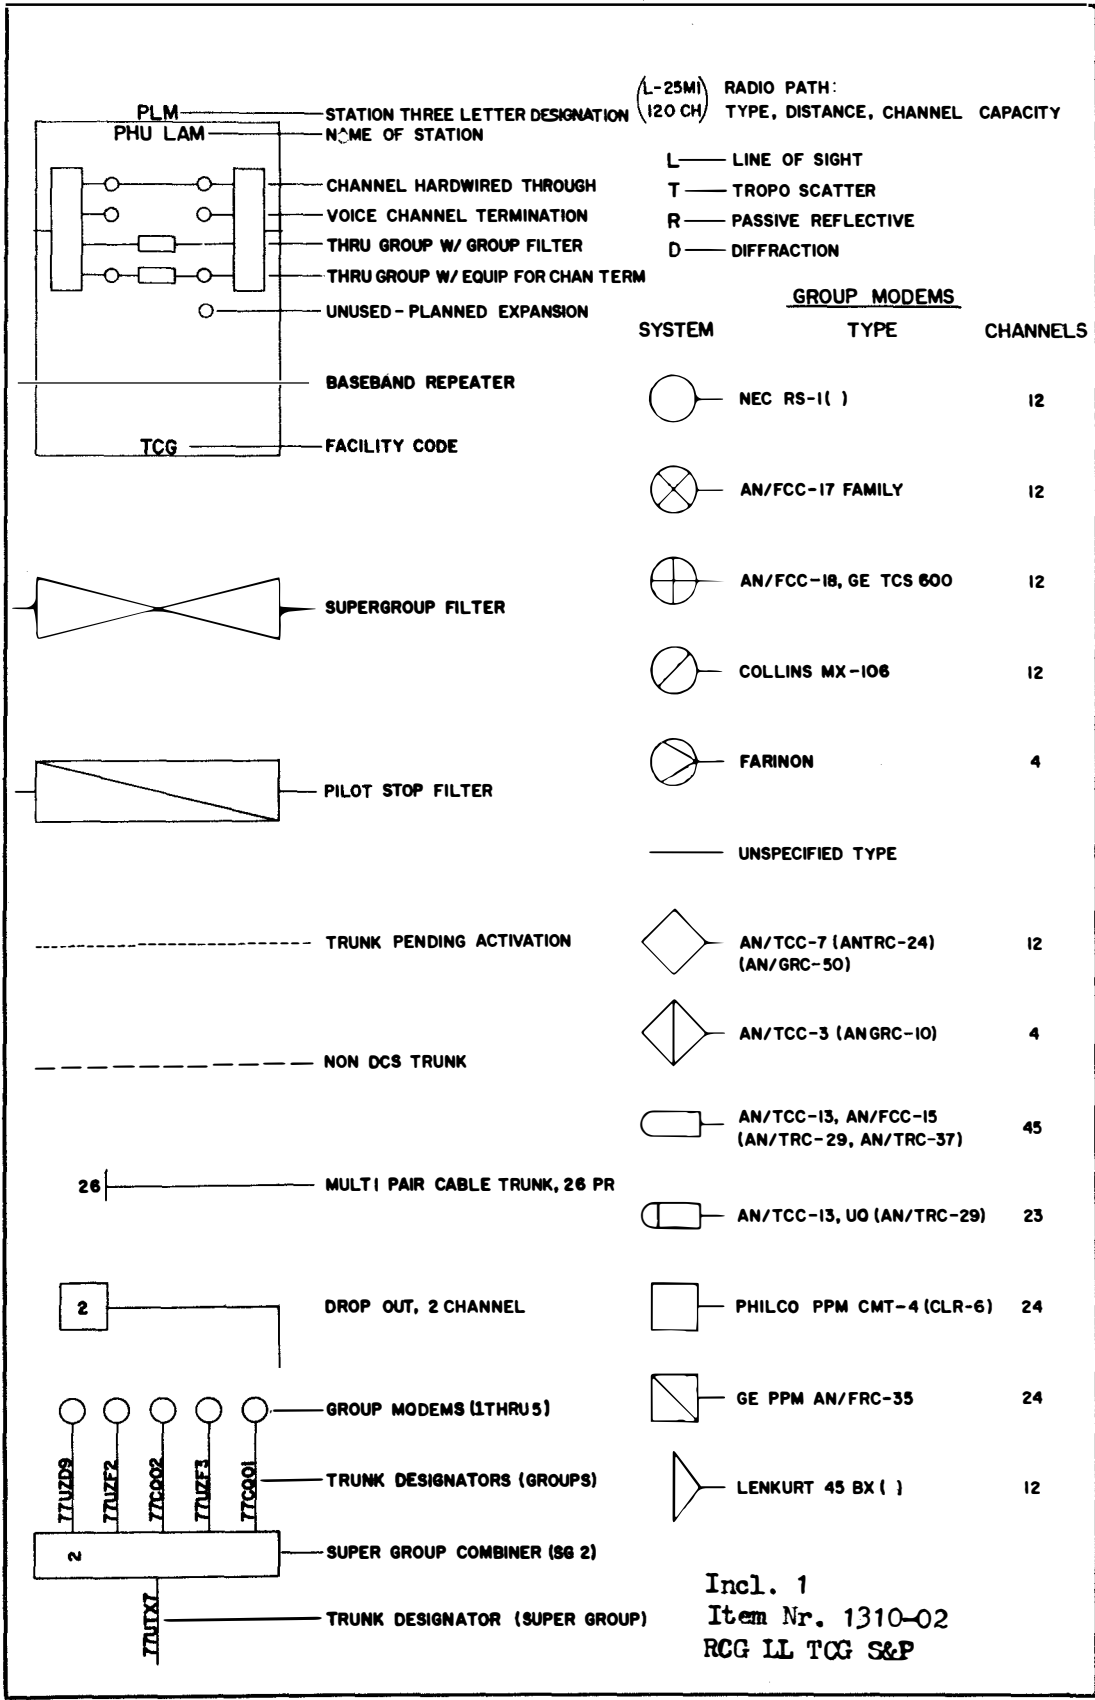 PLM
STATION THREE LETTER DESIGNATION
PHU LAM
NAME OF STATION
CHANNEL HARDWIRED THROUGH
VOICE CHANNEL TERMINATION
THRU GROUP W/ GROUP FILTER
THRU GROUP W/ EQUIP FOR CHAN TERM
UNUSED - PLANNED EXPANSION
BASEBAND REPEATER
TCG
FACILITY CODE
SUPERGROUP FILTER
PILOT STOP FILTER
TRUNK PENDING ACTIVATION
NON DCS TRUNK
26
MULTI PAIR CABLE TRUNK, 26 PR
2
DROP OUT, 2 CHANNEL
GROUP MODEMS (1 THRU 5)
77UZD9
77UZF2
77CQ02
77UZF3
77CQ01
TRUNK DESIGNATORS (GROUPS)
2
SUPER GROUP COMBINER (SG 2)
77UTX7
TRUNK DESIGNATOR (SUPER GROUP)
(L-25MI
120 CH)
RADIO PATH:
TYPE, DISTANCE, CHANNEL CAPACITY
L LINE OF SIGHT
T TROPO SCATTER
R PASSIVE REFLECTIVE
D DIFFRACTION
GROUP MODEMS
SYSTEM TYPE CHANNELS
NEC RS-1( ) 12
AN/FCC-17 FAMILY 12
AN/FCC-18, GE TCS 600 12
COLLINS MX-106 12
FARINON 4
UNSPECIFIED TYPE
AN/TCC-7 (ANTRC-24) 12
(AN/GRC-50)
AN/TCC-3 (ANGRC-10) 4
AN/TCC-13, AN/FCC-15
(AN/TRC-29, AN/TRC-37) 45
AN/TCC-13, UQ (AN/TRC-29) 23
PHILCO PPM CMT-4 (CLR-6) 24
GE PPM AN/FRC-35 24
LENKURT 45 BX ( ) 12
Incl. 1
Item Nr. 1310-02
RCG LL TCG S&P